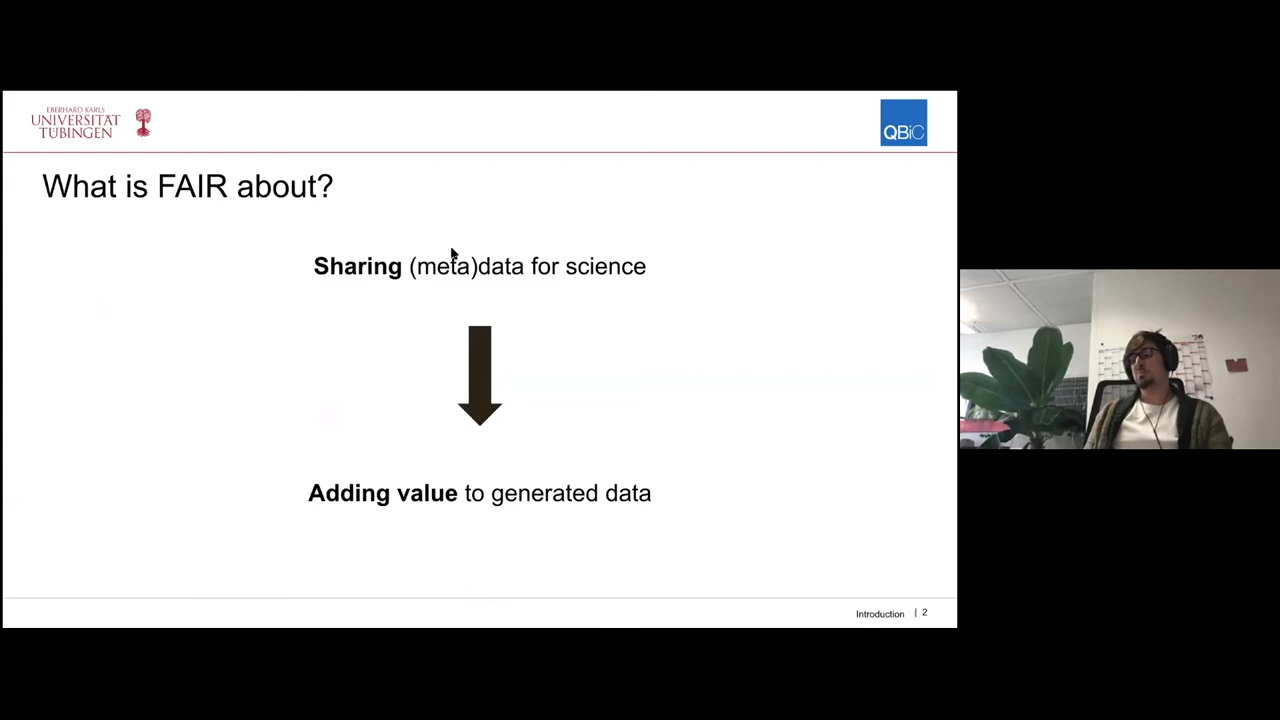 EBERHARD KARLS
UNIVERSITÄT
TÜBINGEN
QBiC
What is FAIR about?
Sharing (meta)data for science
Adding value to generated data
Introduction | 2